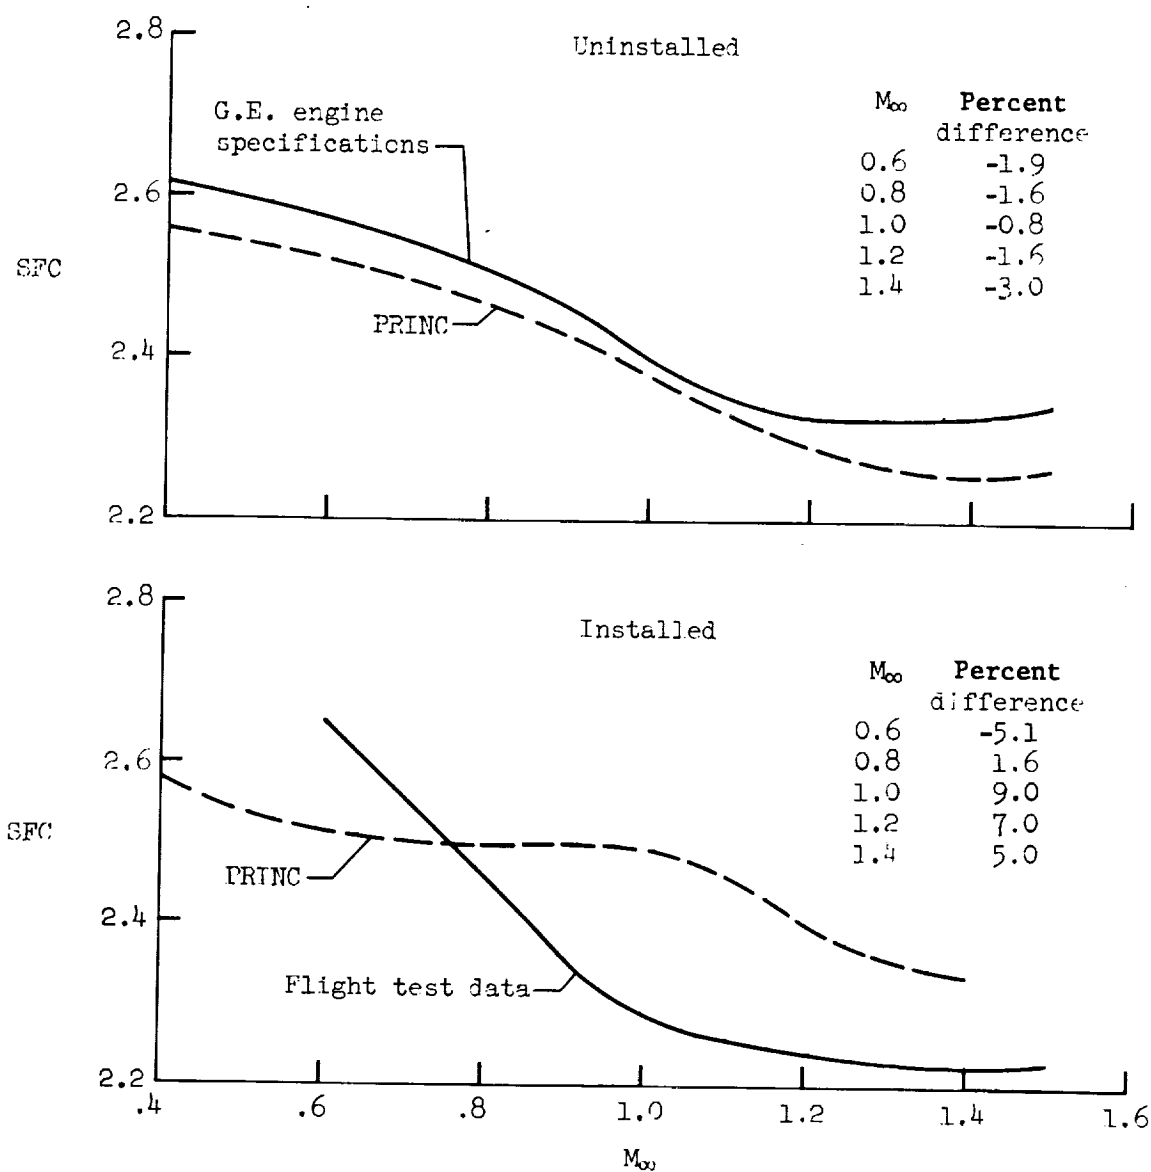 2.8
Uninstalled
M∞ Percent
difference
0.6 -1.9
0.8 -1.6
1.0 -0.8
1.2 -1.6
1.4 -3.0
G.E. engine
specifications
2.6
SFC
PRINC
2.4
2.2
2.8
Installed
M∞ Percent
difference
0.6 -5.1
0.8 1.6
1.0 9.0
1.2 7.0
1.4 5.0
2.6
SFC
PRINC
2.4
Flight test data
2.2
.4 .6 .8 1.0 1.2 1.4 1.6
M∞